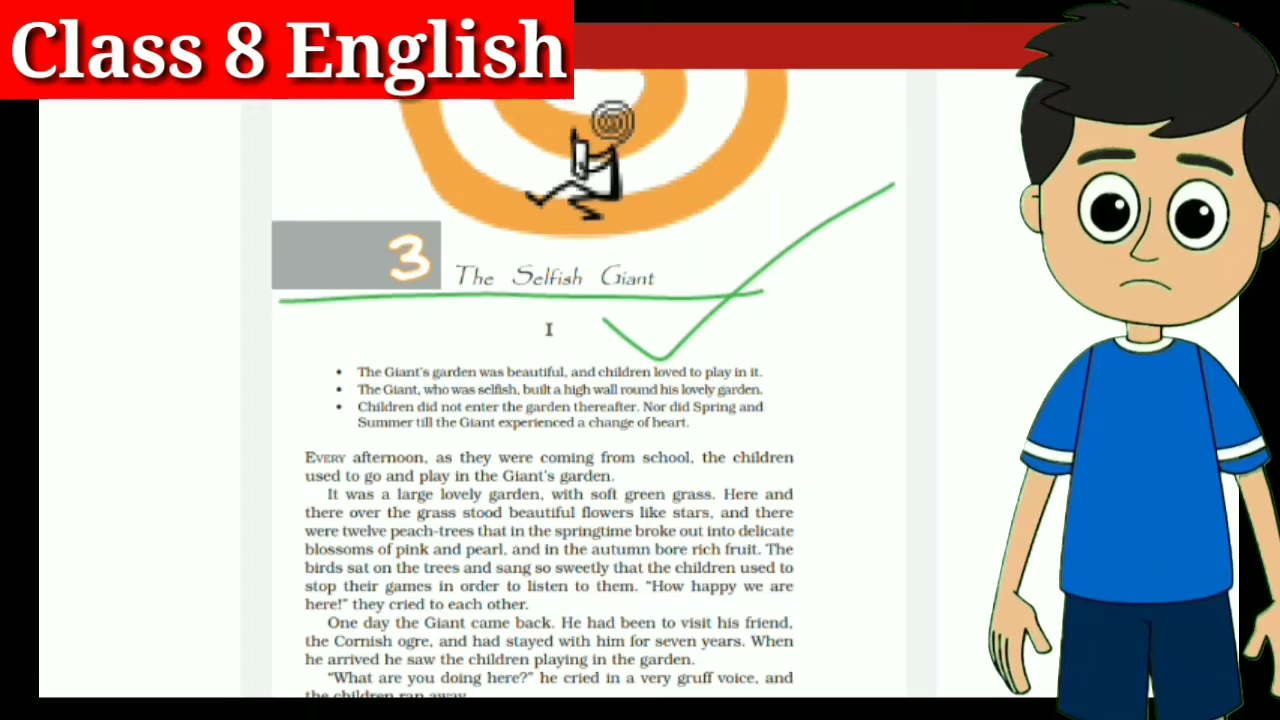 Class 8 English
3 The Selfish Giant
I
• The Giant's garden was beautiful, and children loved to play in it.
• The Giant, who was selfish, built a high wall round his lovely garden.
• Children did not enter the garden thereafter. Nor did Spring and
Summer till the Giant experienced a change of heart.
EVERY afternoon, as they were coming from school, the children
used to go and play in the Giant's garden.
It was a large lovely garden, with soft green grass. Here and
there over the grass stood beautiful flowers like stars, and there
were twelve peach-trees that in the springtime broke out into delicate
blossoms of pink and pearl, and in the autumn bore rich fruit. The
birds sat on the trees and sang so sweetly that the children used to
stop their games in order to listen to them. “How happy we are
here!” they cried to each other.
One day the Giant came back. He had been to visit his friend,
the Cornish ogre, and had stayed with him for seven years. When
he arrived he saw the children playing in the garden.
“What are you doing here?” he cried in a very gruff voice, and
the children ran away.